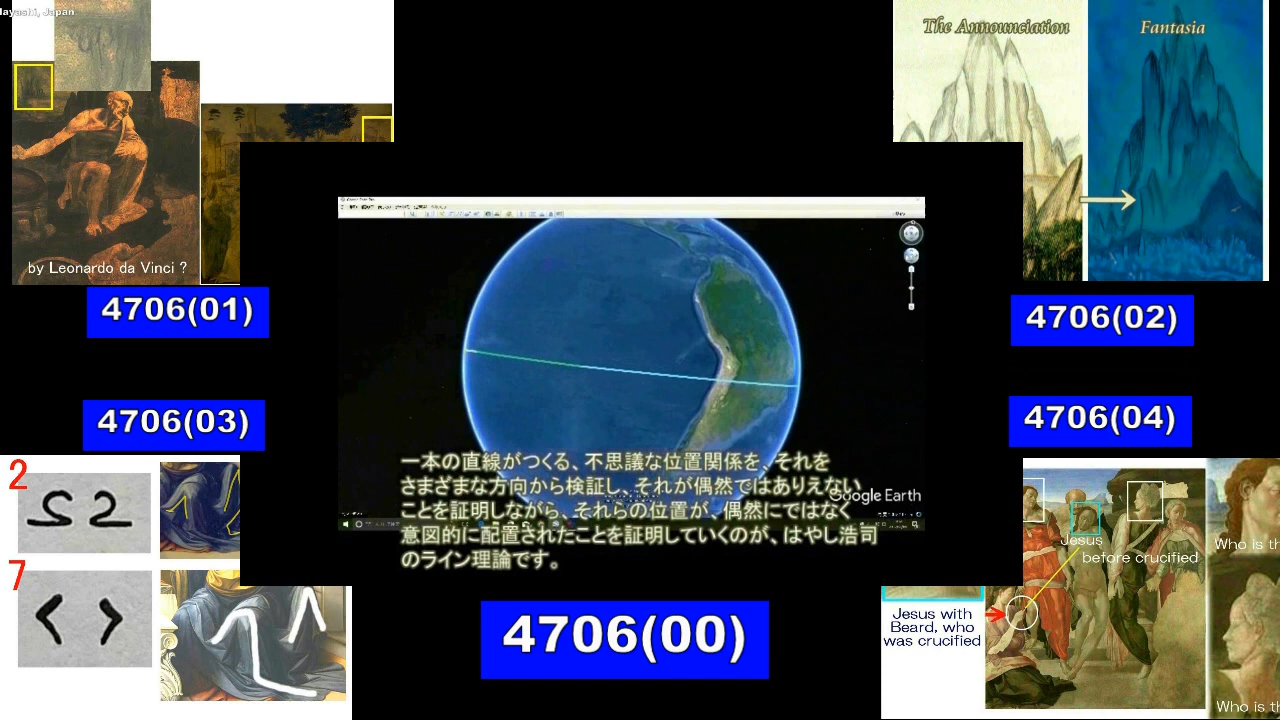 Hayashi, Japan
The Announciation
Fantasia
by Leonardo da Vinci ?
4706(01)
4706(02)
4706(03)
4706(04)
一本の直線がつくる、不思議な位置関係を、それを
さまざまな方向から検証し、それが偶然ではありえない
ことを証明しながら、それらの位置が、偶然にではなく
意図的に配置されたことを証明していくのが、はやし浩司
のライン理論です。
Google Earth
2
7
Jesus
before crucified
Who is th
Jesus with
Beard, who
was crucified
Who is th
4706(00)